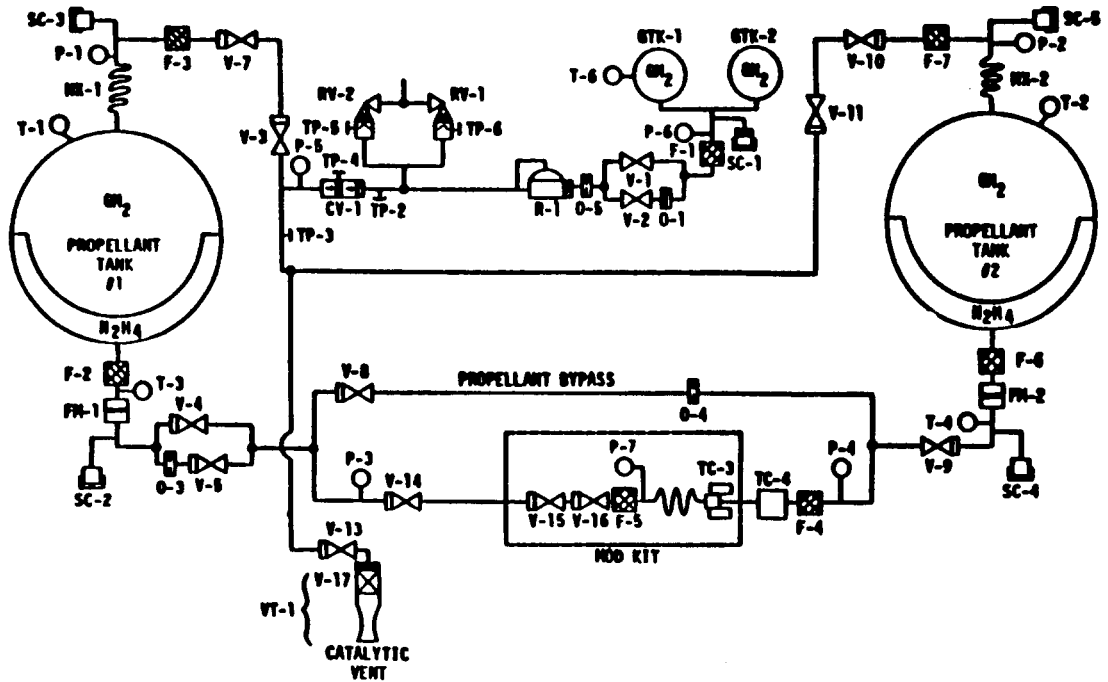 SC-3
P-1
F-3
V-7
HX-1
T-1
V-3
P-5
GN2
PROPELLANT
TANK
#1
N2H4
RV-2
RV-1
TP-5
TP-6
TP-4
CV-1
TP-2
TP-3
GTK-1
GTK-2
T-6
GN2
GN2
P-6
F-1
SC-1
V-1
R-1
O-5
V-2
O-1
V-10
F-7
SC-5
P-2
HX-2
V-11
T-2
GN2
PROPELLANT
TANK
#2
N2H4
F-2
T-3
FM-1
V-4
SC-2
O-3
V-5
V-8
PROPELLANT BYPASS
O-4
F-6
FM-2
T-4
V-9
SC-4
P-3
V-14
P-7
V-15
V-16
F-5
TC-3
TC-4
P-4
F-4
MOD KIT
V-13
V-17
VT-1
CATALYTIC
VENT